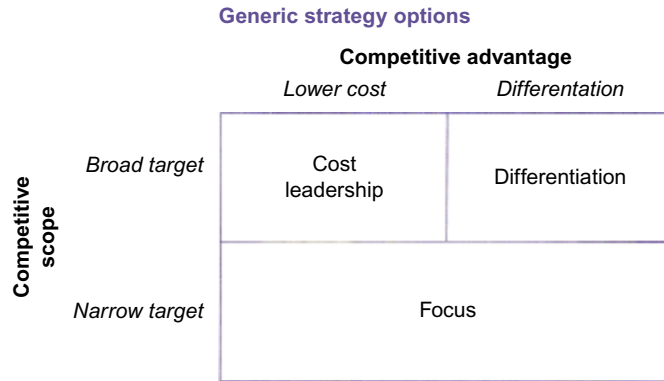 Generic strategy options
Competitive advantage
Lower cost
Differentation
Competitive
scope
Broad target
Cost
leadership
Differentiation
Narrow target
Focus